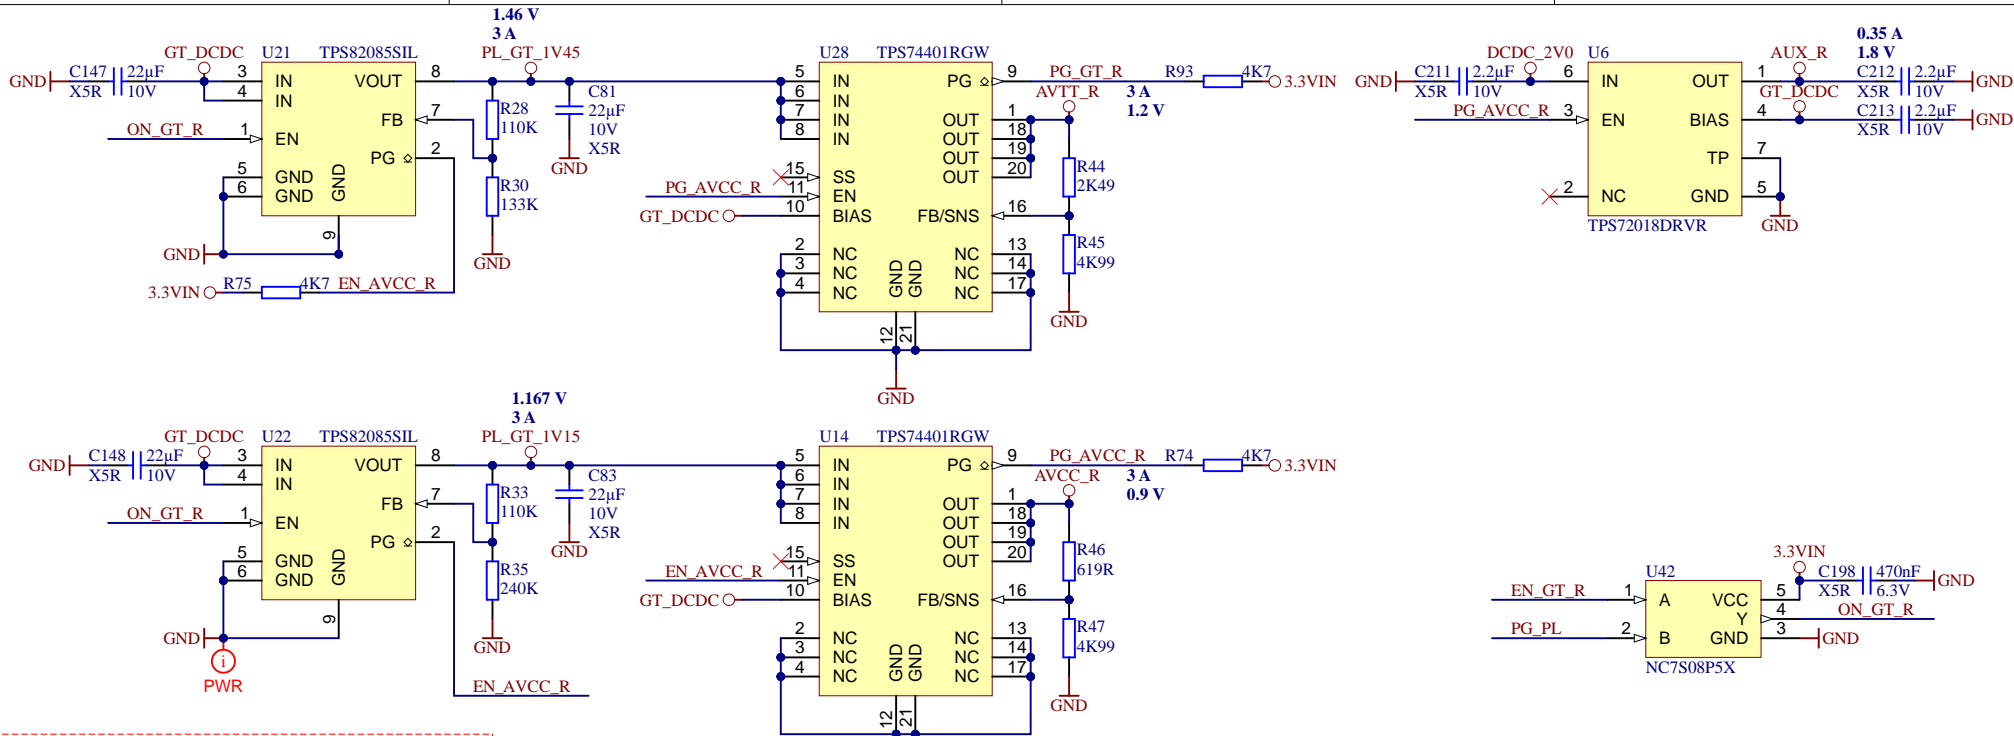 1.46 V
3 A
GT_DCDC
U21
TPS82085SIL
PL_GT_1V45
GND
C147
22µF
X5R
10V
3
IN
4
IN
ON_GT_R
1
EN
5
GND
6
GND
GND
9
VOUT
8
FB
7
PG
2
R28
110K
R30
133K
C81
22µF
10V
X5R
GND
GND
GND
3.3VIN
R75
4K7
EN_AVCC_R
U28
TPS74401RGW
5
IN
6
IN
7
IN
8
IN
15
SS
PG_AVCC_R
11
EN
GT_DCDC
10
BIAS
2
NC
3
NC
4
NC
GND
GND
12
21
GND
PG
9
PG_GT_R
R93
4K7
3.3VIN
3 A
AVTT_R
1.2 V
OUT
1
OUT
18
OUT
19
OUT
20
FB/SNS
16
NC
13
NC
14
NC
17
R44
2K49
R45
4K99
GND
DCDC_2V0
U6
0.35 A
1.8 V
AUX_R
GND
C211
2.2µF
X5R
10V
6
IN
PG_AVCC_R
3
EN
2
NC
OUT
1
BIAS
4
TP
7
GND
5
TPS72018DRVR
C212
2.2µF
X5R
10V
GND
GT_DCDC
C213
2.2µF
X5R
10V
GND
GND
1.167 V
3 A
GT_DCDC
U22
TPS82085SIL
PL_GT_1V15
GND
C148
22µF
X5R
10V
3
IN
4
IN
ON_GT_R
1
EN
5
GND
6
GND
GND
9
VOUT
8
FB
7
PG
2
R33
110K
R35
240K
C83
22µF
10V
X5R
GND
GND
GND
i
PWR
EN_AVCC_R
U14
TPS74401RGW
5
IN
6
IN
7
IN
8
IN
15
SS
EN_AVCC_R
11
EN
GT_DCDC
10
BIAS
2
NC
3
NC
4
NC
GND
GND
12
21
PG
9
PG_AVCC_R
R74
4K7
3.3VIN
3 A
AVCC_R
0.9 V
OUT
1
OUT
18
OUT
19
OUT
20
FB/SNS
16
NC
13
NC
14
NC
17
R46
619R
R47
4K99
GND
3.3VIN
U42
C198
470nF
X5R
6.3V
GND
EN_GT_R
1
A
PG_PL
2
B
VCC
5
Y
4
ON_GT_R
GND
3
GND
NC7S08P5X